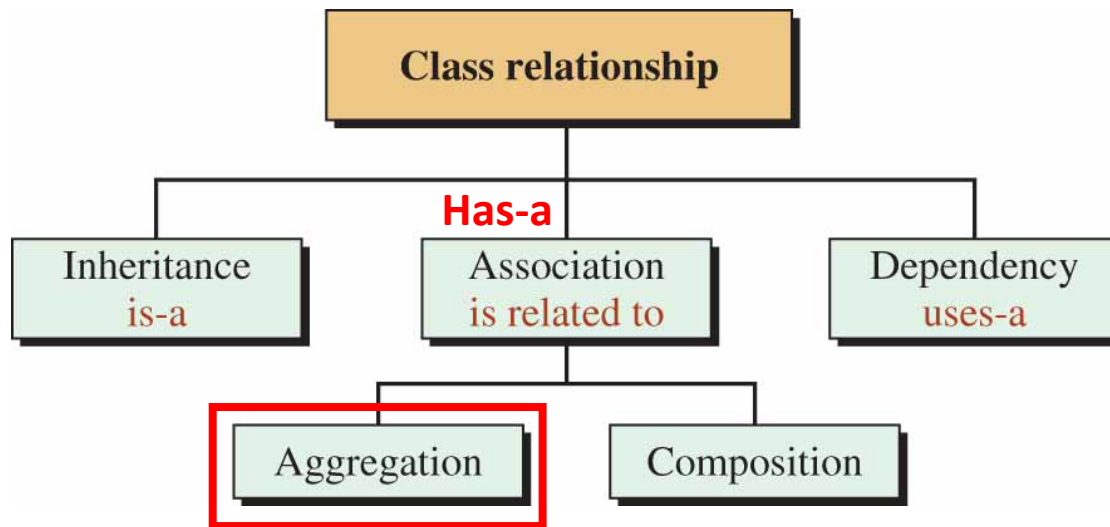 Class relationship
Has-a
Inheritance
is-a
Association
is related to
Dependency
uses-a
Aggregation
Composition